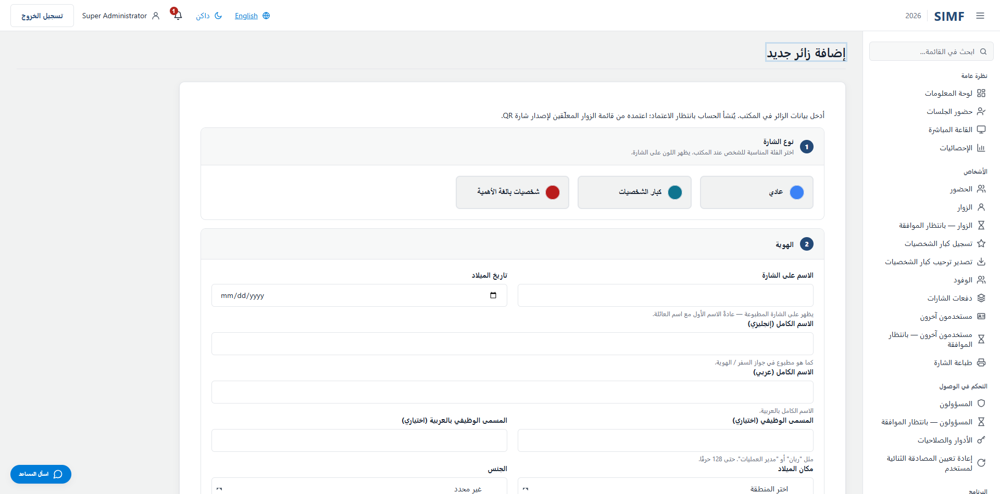 SIMF
2026
English
داكن
1
Super Administrator
تسجيل الخروج
ابحث في القائمة...
نظرة عامة
لوحة المعلومات
حضور الجلسات
القاعة المباشرة
الإحصائيات
الأشخاص
الحضور
الزوار
الزوار — بانتظار الموافقة
تسجيل كبار الشخصيات
تصدير ترحيب كبار الشخصيات
الوفود
دفعات الشارات
مستخدمون آخرون
مستخدمون آخرون — بانتظار
الموافقة
طباعة الشارة
التحكم في الوصول
المسؤولون
المسؤولون — بانتظار الموافقة
الأدوار والصلاحيات
إعادة تعيين المصادقة الثنائية
لمستخدم
البرنامج
إضافة زائر جديد
أدخل بيانات الزائر في المكتب. يُنشأ الحساب بانتظار الاعتماد؛ اعتمده من قائمة الزوار المعلّقين لإصدار شارة QR.
1
نوع الشارة
اختر الفئة المناسبة للشخص عند المكتب. يظهر اللون على الشارة.
عادي
كبار الشخصيات
شخصيات بالغة الأهمية
2
الهوية
الاسم على الشارة
تاريخ الميلاد
mm/dd/yyyy
يظهر على الشارة المطبوعة — عادةً الاسم الأول مع اسم العائلة.
الاسم الكامل (إنجليزي)
كما هو مطبوع في جواز السفر / الهوية.
الاسم الكامل (عربي)
الاسم الكامل بالعربية.
المسمى الوظيفي (اختياري)
المسمى الوظيفي بالعربية (اختياري)
مثل "ربان" أو "مدير العمليات". حتى 128 حرفًا.
مكان الميلاد
الجنس
اختر المنطقة
غير محدد
اسأل المساعد